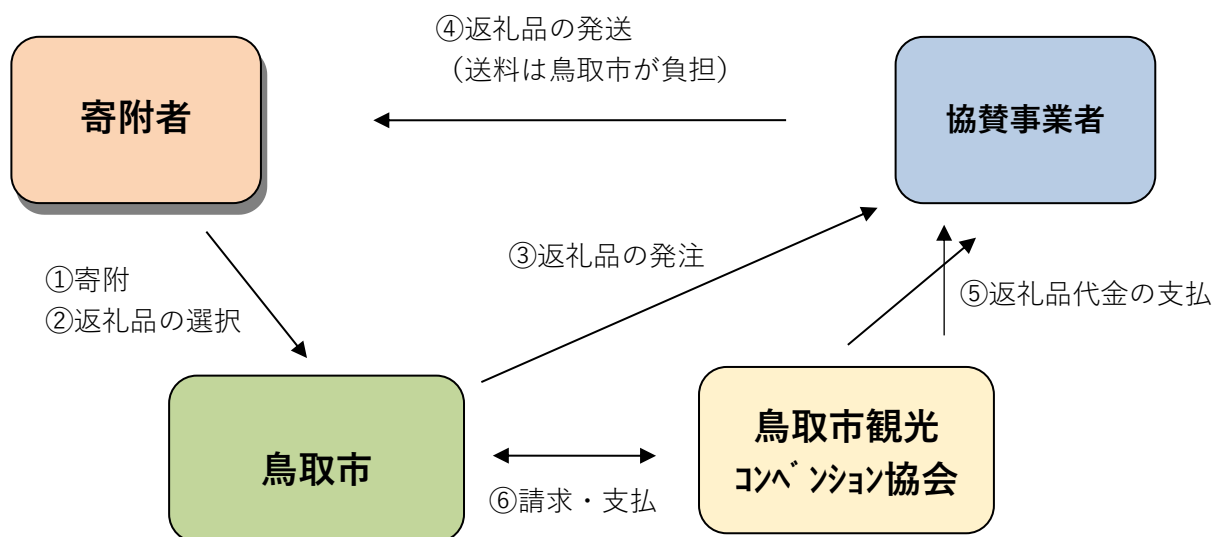 ④返礼品の発送
（送料は鳥取市が負担）
寄附者
協賛事業者
③返礼品の発注
①寄附
②返礼品の選択
⑤返礼品代金の支払
鳥取市
鳥取市観光
ｺﾝﾍﾞﾝｼｮﾝ協会
⑥請求・支払